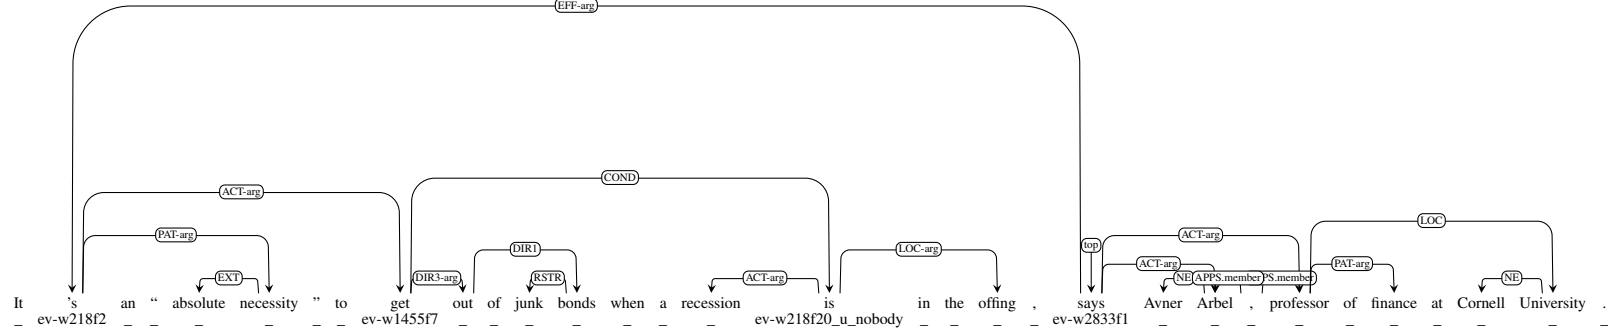 EFF-arg
ACT-arg COND
PAT-arg top ACT-arg LOC
EXT DIR3-arg DIR1 RSTR ACT-arg LOC-arg ACT-arg NE APPS.member PS.member PAT-arg NE
It 's an “ absolute necessity ” to get out of junk bonds when a recession is in the offing , says Avner Arbel , professor of finance at Cornell University .
_ ev-w218f2 _ _ _ _ _ _ ev-w1455f7 _ _ _ _ _ _ _ ev-w218f20_u_nobody _ _ _ _ ev-w2833f1 _ _ _ _ _ _ _ _ _ _